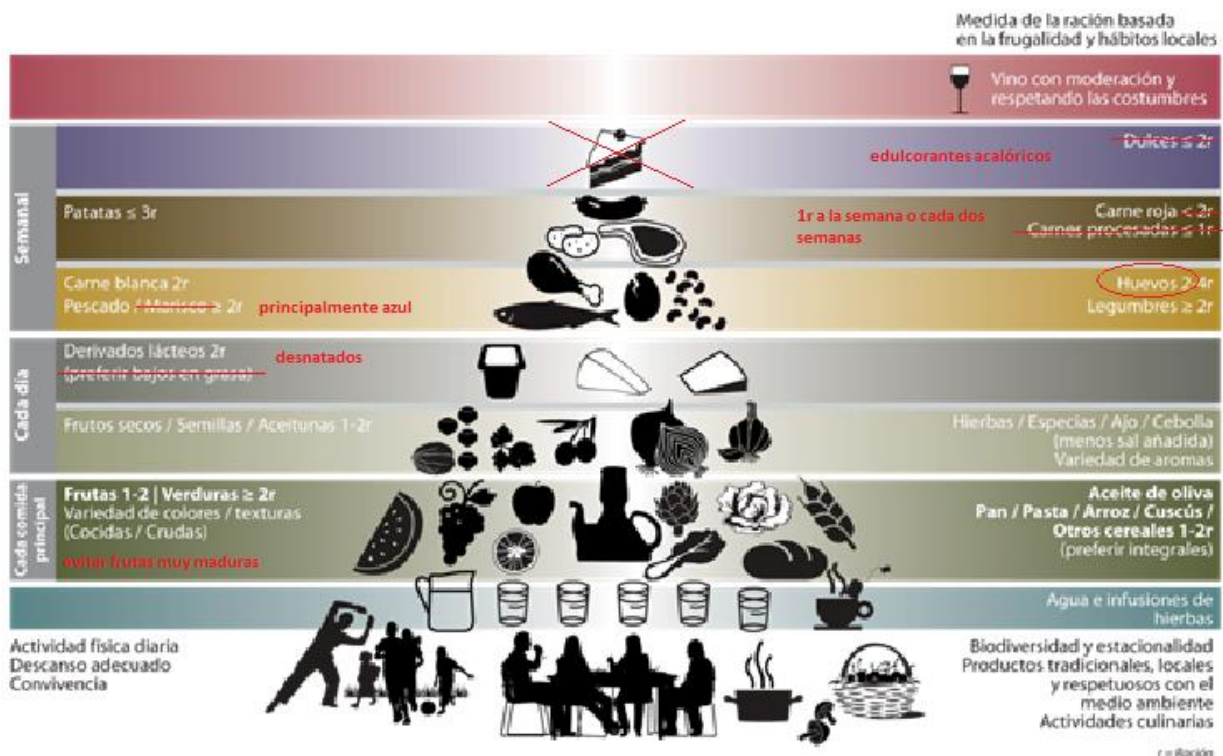 Medida de la ración basada
en la frugalidad y hábitos locales
Vino con moderación y
respetando las costumbres
Semanal
edulcorantes acalóricos
Dulces ≤ 2r
Patatas ≤ 3r
1r a la semana o cada dos
semanas
Carne roja < 2r
Carnes procesadas ≤ 1r
Carne blanca 2r
Pescado / Marisco ≥ 2r
principalmente azul
Huevos 2-4r
Legumbres ≥ 2r
Cada día
Derivados lácteos 2r
(preferir bajos en grasa)
desnatados
Frutos secos / Semillas / Aceitunas 1-2r
Hierbas / Especias / Ajo / Cebolla
(menos sal añadida)
Variedad de aromas
Cada comida
principal
Frutas 1-2 | Verduras ≥ 2r
Variedad de colores / texturas
(Cocidas / Crudas)
evitar frutas muy maduras
Aceite de oliva
Pan / Pasta / Arroz / Cuscús /
Otros cereales 1-2r
(preferir integrales)
Agua e infusiones de
hierbas
Actividad física diaria
Descanso adecuado
Convivencia
Biodiversidad y estacionalidad
Productos tradicionales, locales
y respetuosos con el
medio ambiente
Actividades culinarias
r = Ración